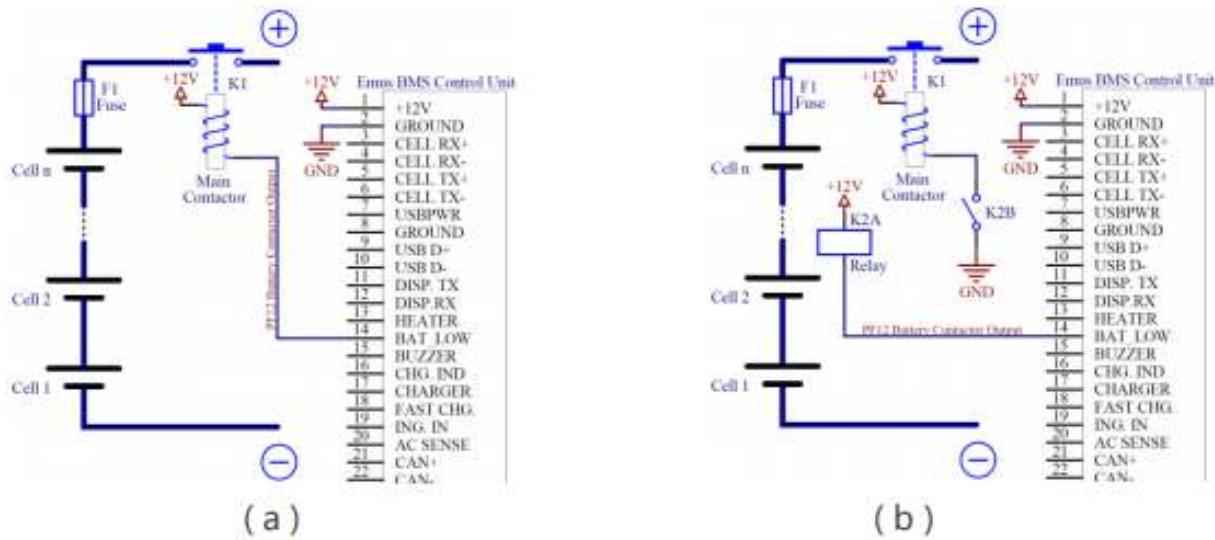 +12V
K1
F1
Fuse
Cell n
Main
Contactor
Cell 2
Cell 1
PF12 Battery Contactor Output
+12V
GND
Emus BMS Control Unit
1 +12V
2 GROUND
3 CELL RX+
4 CELL RX-
5 CELL TX+
6 CELL TX-
7 USBPWR
8 GROUND
9 USB D+
10 USB D-
11 DISP. TX
12 DISP.RX
13 HEATER
14 BAT_LOW
15 BUZZER
16 CHG. IND
17 CHARGER
18 FAST CHG.
19 ING. IN
20 AC SENSE
21 CAN+
22 CAN-
( a )
+12V
K1
F1
Fuse
Cell n
Main
Contactor
+12V
K2A
Relay
K2B
GND
Cell 2
Cell 1
PF12 Battery Contactor Output
+12V
GND
Emus BMS Control Unit
1 +12V
2 GROUND
3 CELL RX+
4 CELL RX-
5 CELL TX+
6 CELL TX-
7 USBPWR
8 GROUND
9 USB D+
10 USB D-
11 DISP. TX
12 DISP.RX
13 HEATER
14 BAT_LOW
15 BUZZER
16 CHG. IND
17 CHARGER
18 FAST CHG.
19 ING. IN
20 AC SENSE
21 CAN+
22 CAN-
( b )